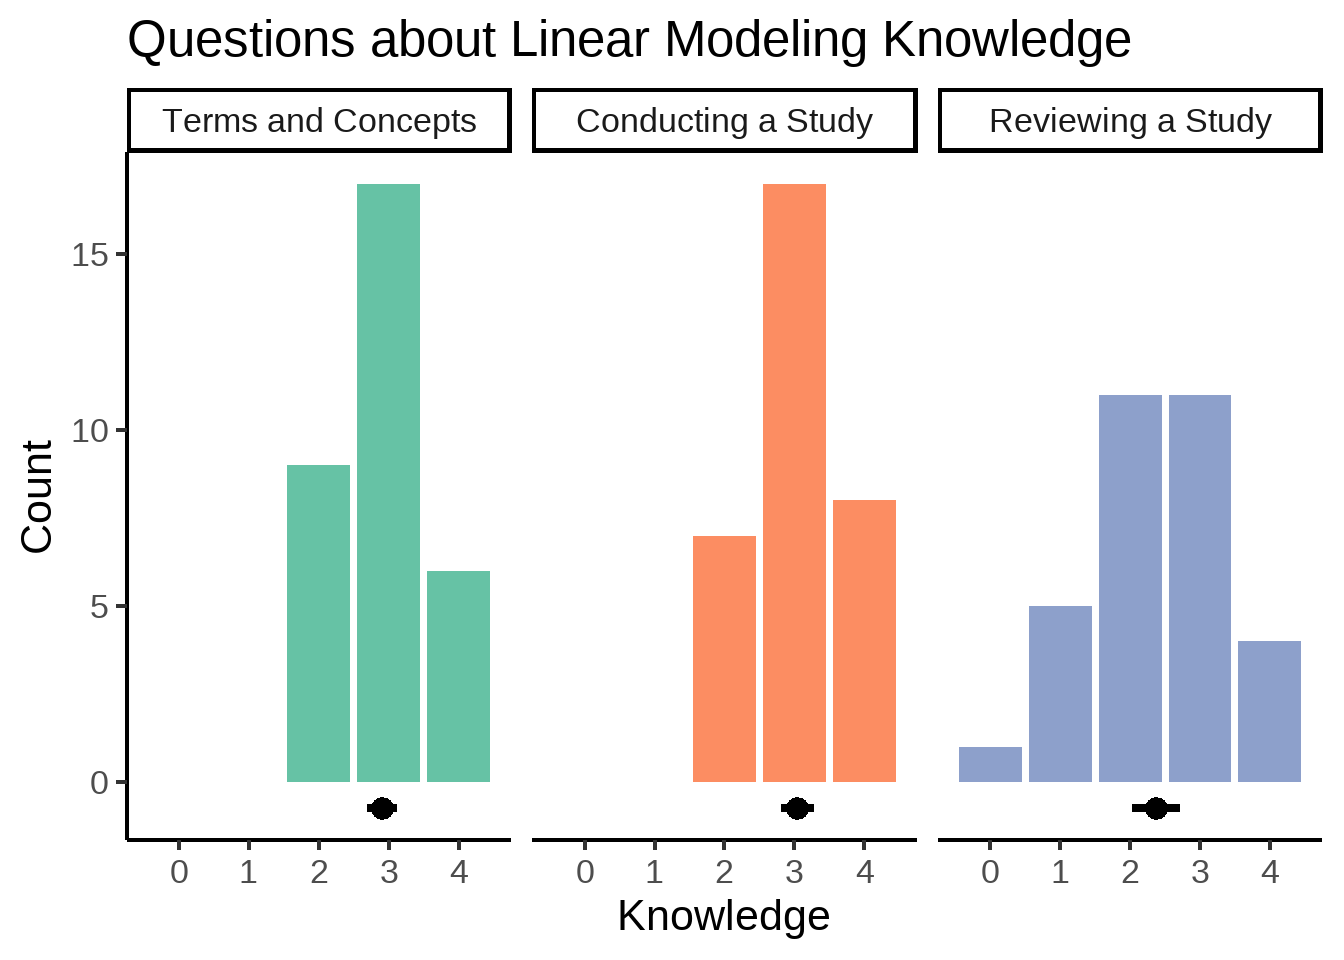 Questions about Linear Modeling Knowledge
Terms and Concepts
Conducting a Study
Reviewing a Study
Count
15
10
5
0
0 1 2 3 4
0 1 2 3 4
0 1 2 3 4
Knowledge